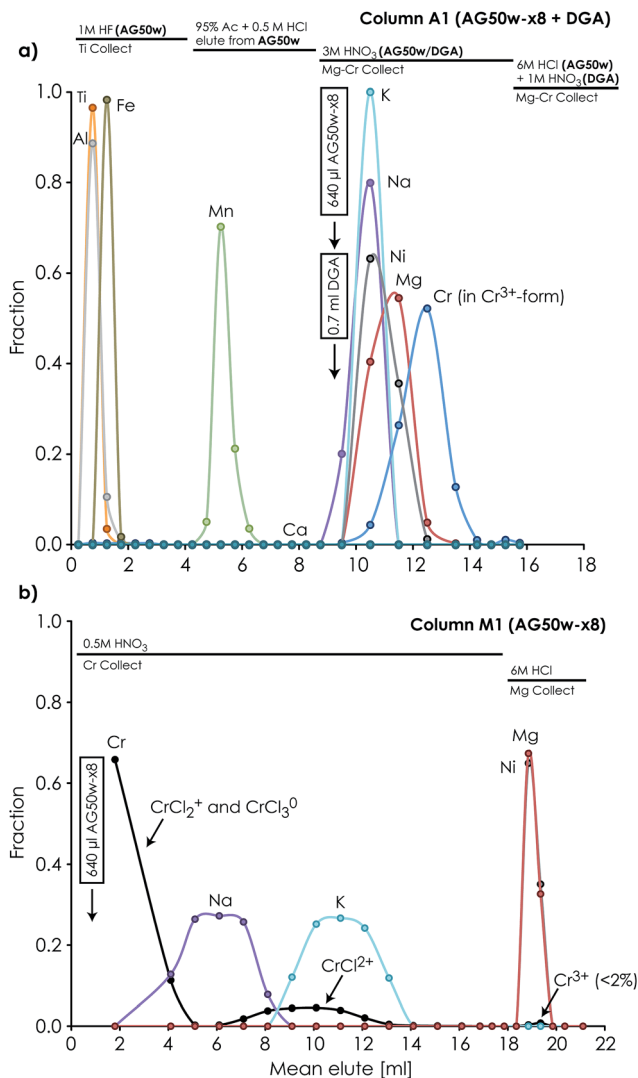 Column A1 (AG50w-x8 + DGA)
1M HF (AG50w)
Ti Collect
95% Ac + 0.5 M HCl
elute from AG50w
3M HNO₃ (AG50w/DGA)
Mg-Cr Collect
6M HCl (AG50w)
+ 1M HNO₃ (DGA)
Mg-Cr Collect
a)
1.0
0.8
0.6
0.4
0.2
0.0
Fraction
Ti
Al
Fe
Mn
Ca
640 µl AG50w-x8
0.7 ml DGA
K
Na
Ni
Mg
Cr (in Cr³⁺-form)
0 2 4 6 8 10 12 14 16 18
b)
Column M1 (AG50w-x8)
0.5M HNO₃
Cr Collect
6M HCl
Mg Collect
1.0
0.8
0.6
0.4
0.2
0.0
Fraction
Cr
640 µl AG50w-x8
CrCl₂⁺ and CrCl₃⁰
Na
K
CrCl²⁺
Mg
Ni
Cr³⁺ (<2%)
0 2 4 6 8 10 12 14 16 18 20 22
Mean elute [ml]